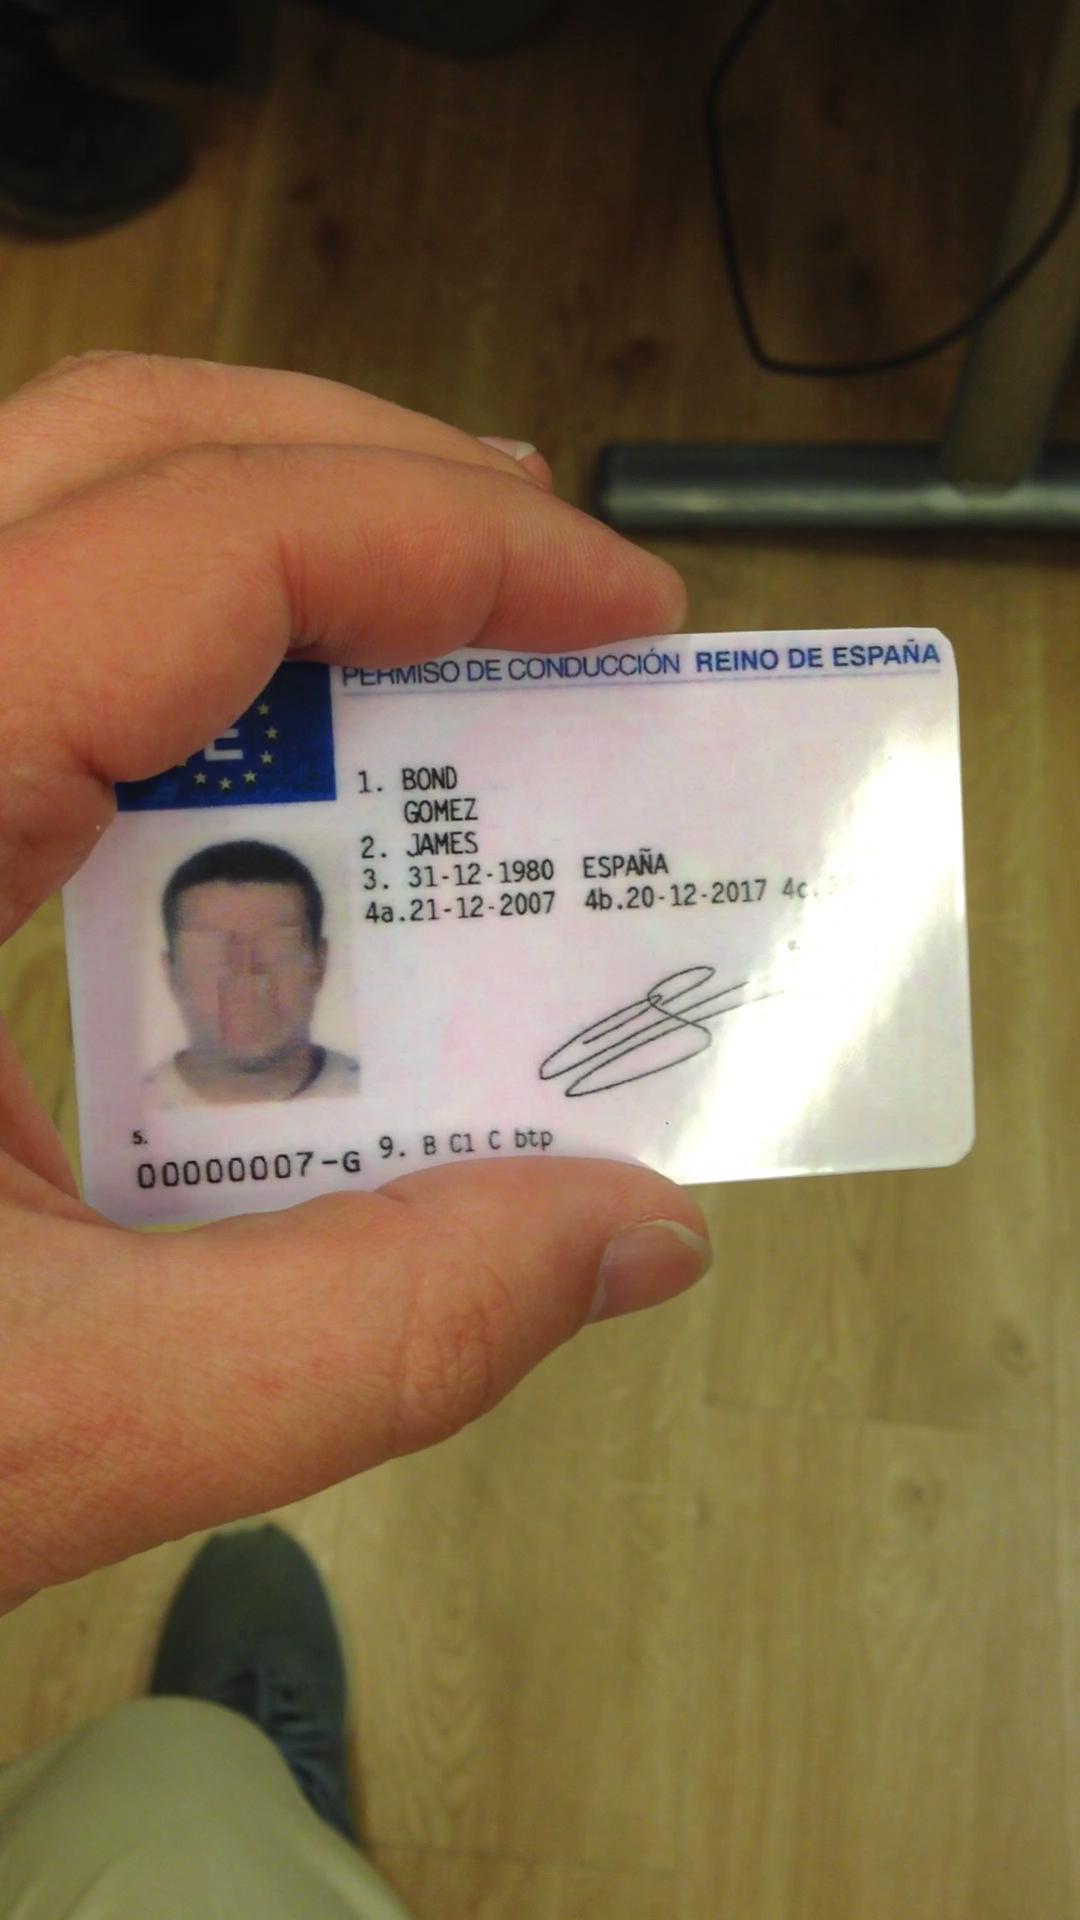 PERMISO DE CONDUCCIÓN REINO DE ESPAÑA
E
1. BOND
GOMEZ
2. JAMES
3. 31-12-1980 ESPAÑA
4a.21-12-2007 4b.20-12-2017 4c.
5.
00000007-G 9. B C1 C btp